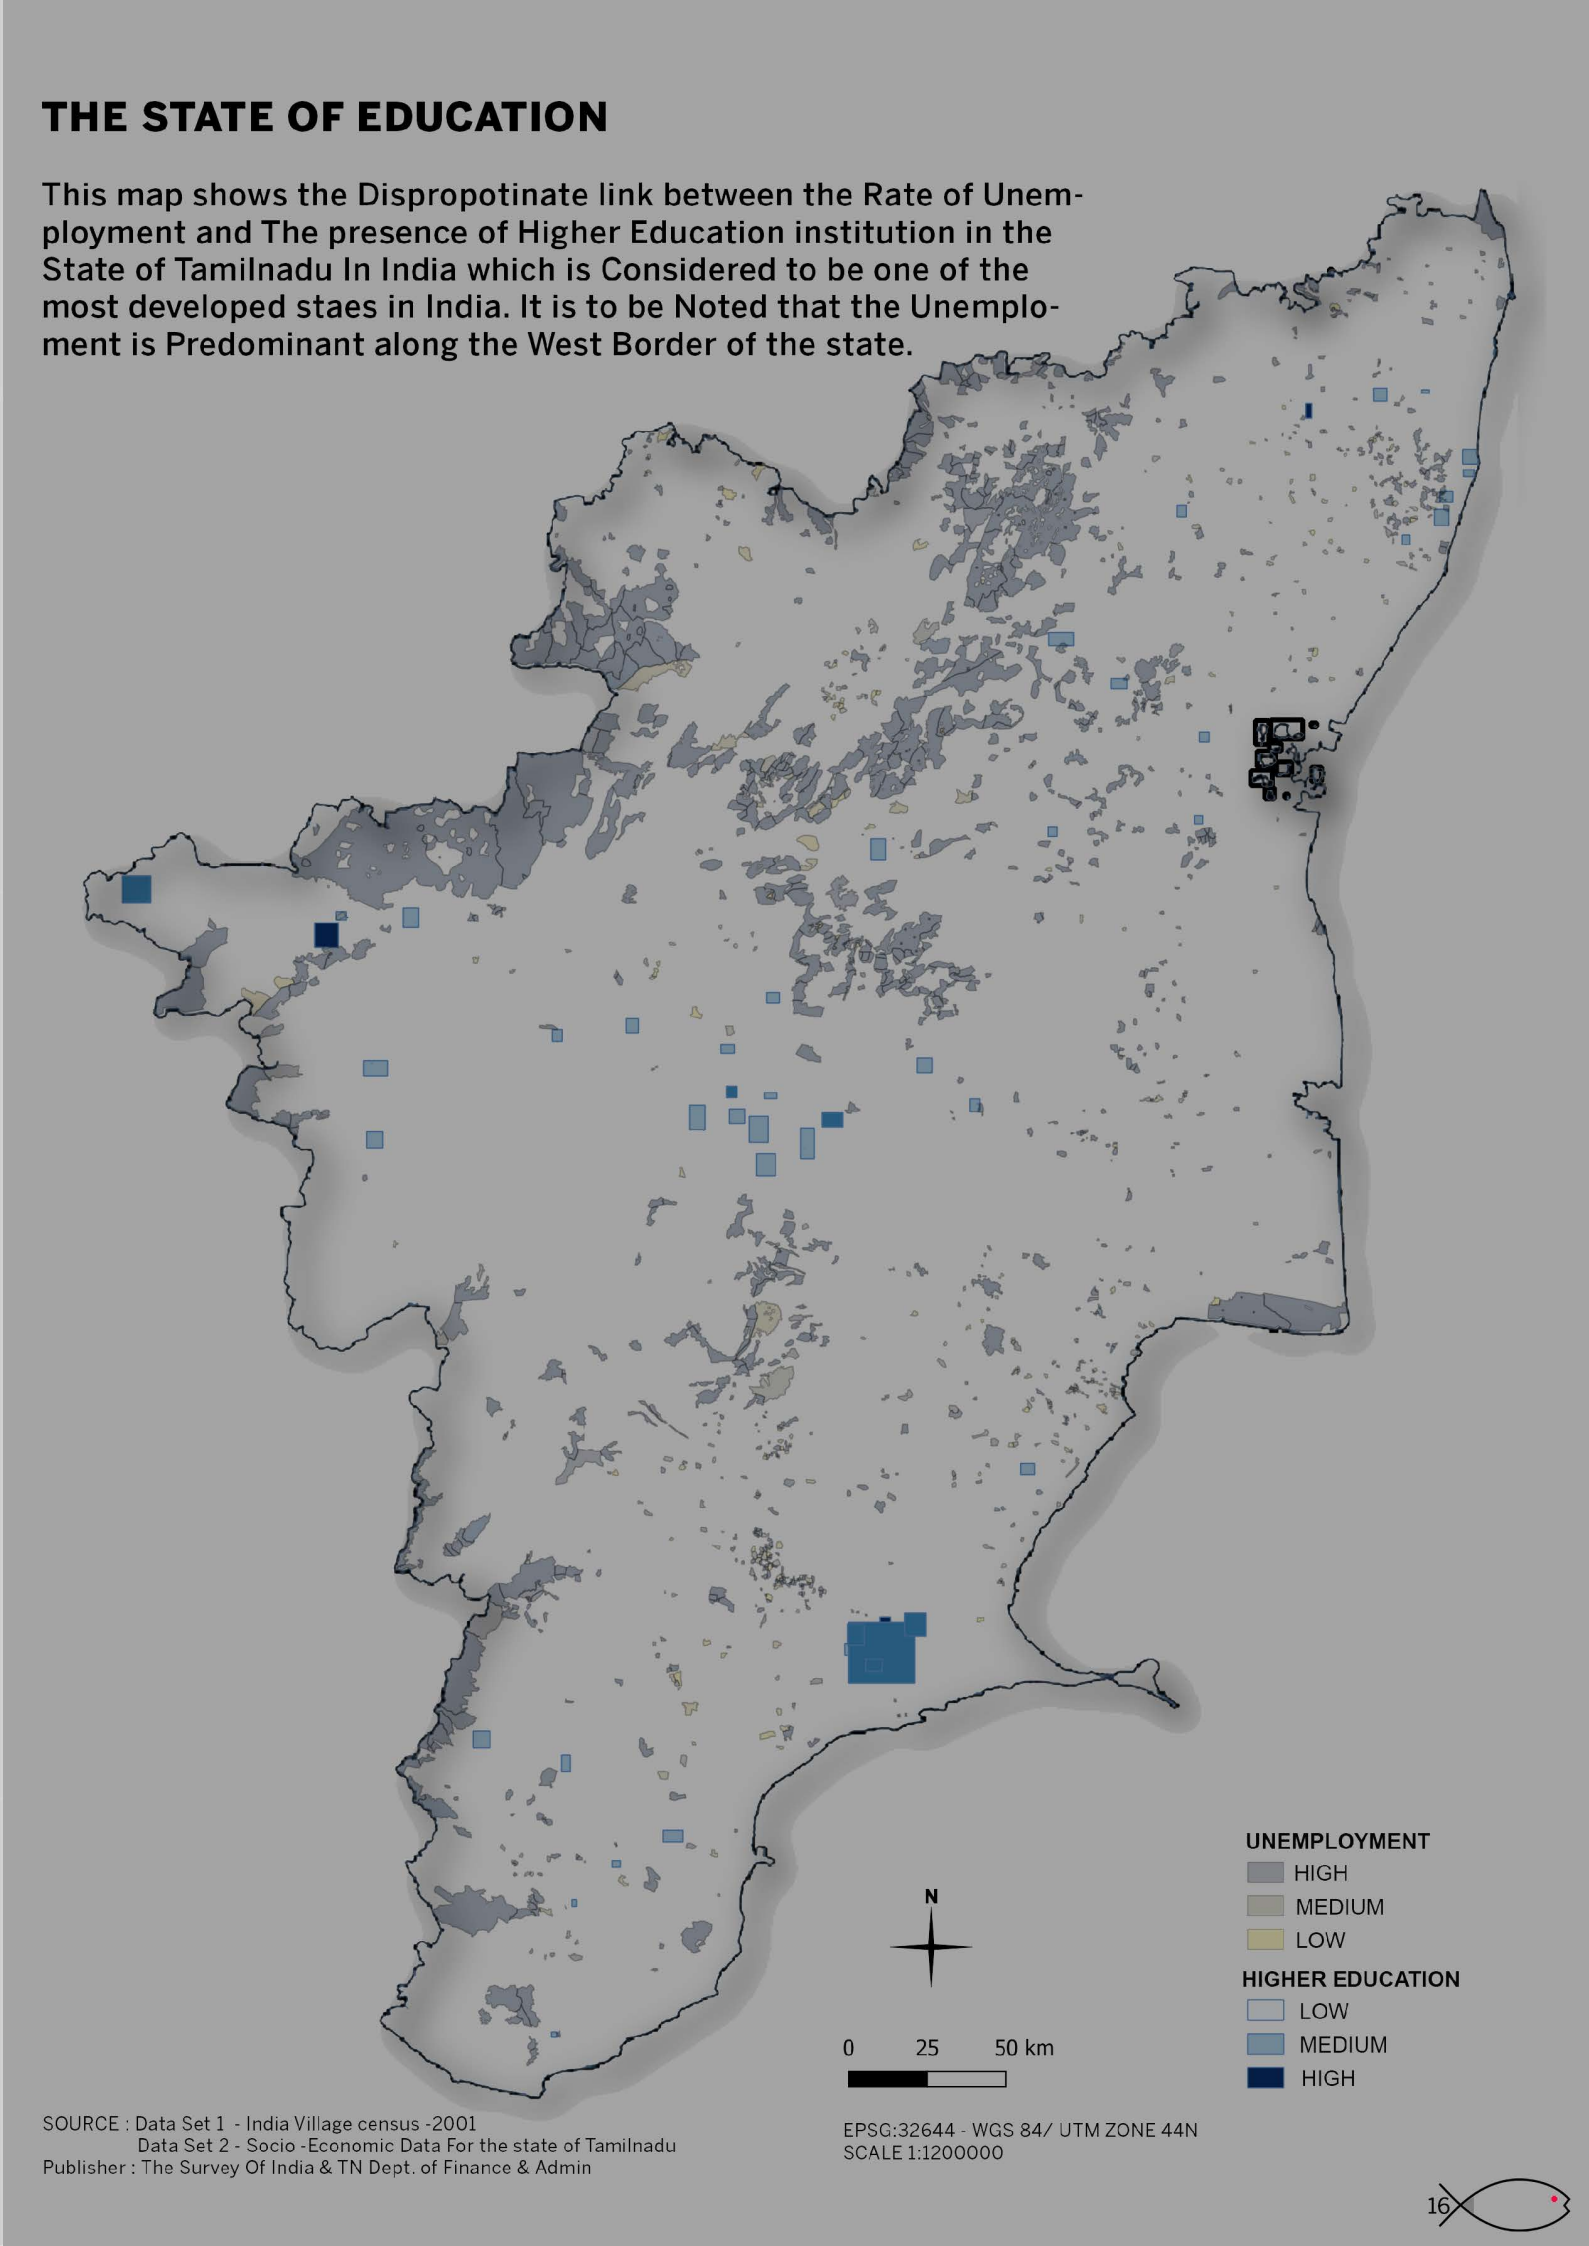 THE STATE OF EDUCATION
This map shows the Dispropotinate link between the Rate of Unem-
ployment and The presence of Higher Education institution in the
State of Tamilnadu In India which is Considered to be one of the
most developed staes in India. It is to be Noted that the Unemplo-
ment is Predominant along the West Border of the state.
UNEMPLOYMENT
HIGH
MEDIUM
LOW
HIGHER EDUCATION
LOW
MEDIUM
HIGH
N
0 25 50 km
SOURCE : Data Set 1 - India Village census -2001
Data Set 2 - Socio -Economic Data For the state of Tamilnadu
Publisher : The Survey Of India & TN Dept. of Finance & Admin
EPSG:32644 - WGS 84/ UTM ZONE 44N
SCALE 1:1200000
16